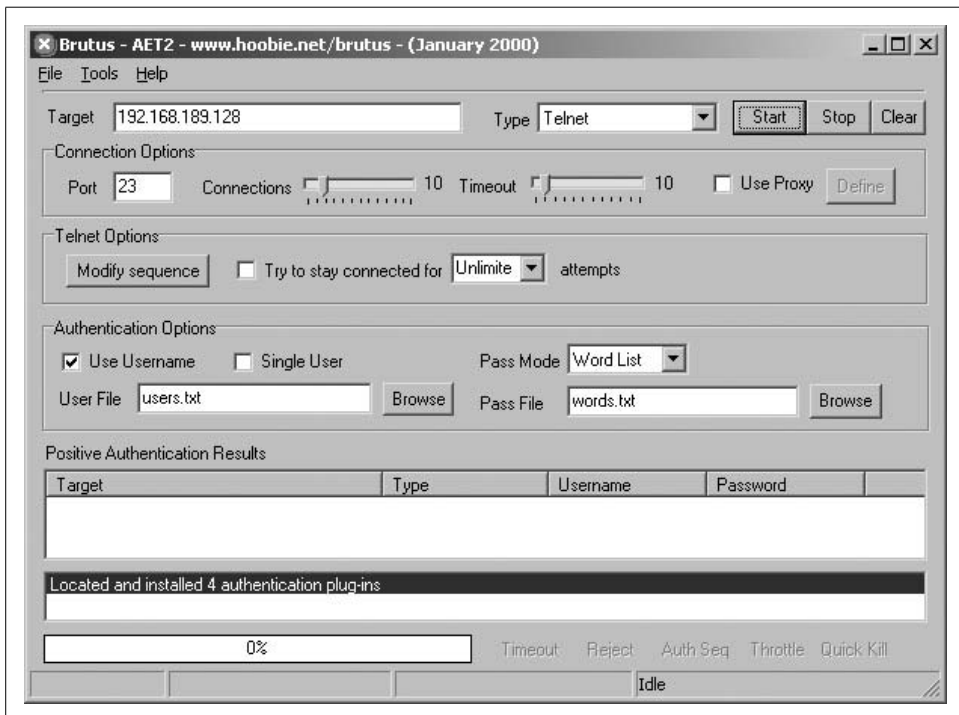 Brutus - AET2 - www.hoobie.net/brutus - (January 2000)
File Tools Help
Target 192.168.189.128 Type Telnet Start Stop Clear
Connection Options
Port 23 Connections 10 Timeout 10 Use Proxy Define
Telnet Options
Modify sequence Try to stay connected for Unlimite attempts
Authentication Options
Use Username Single User Pass Mode Word List
User File users.txt Browse Pass File words.txt Browse
Positive Authentication Results
Target Type Username Password
Located and installed 4 authentication plug-ins
0% Timeout Reject Auth Seq Throttle Quick Kill
Idle